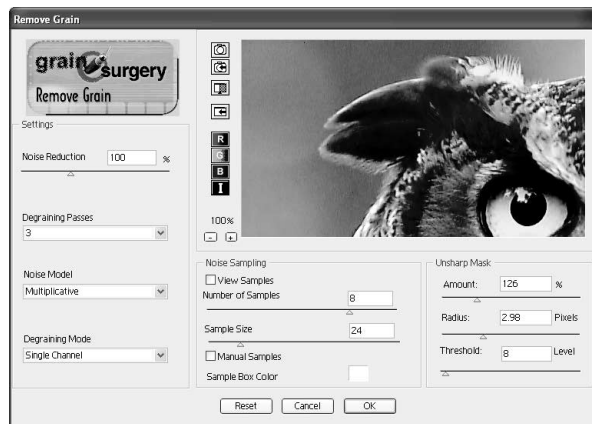 Remove Grain
grain surgery
Remove Grain
Settings
Noise Reduction 100 %
Degraining Passes
3
Noise Model
Multiplicative
Degraining Mode
Single Channel
R
G
B
I
100%
- +
Noise Sampling
View Samples
Number of Samples 8
Sample Size 24
Manual Samples
Sample Box Color
Unsharp Mask
Amount: 126 %
Radius: 2.98 Pixels
Threshold: 8 Level
Reset Cancel OK